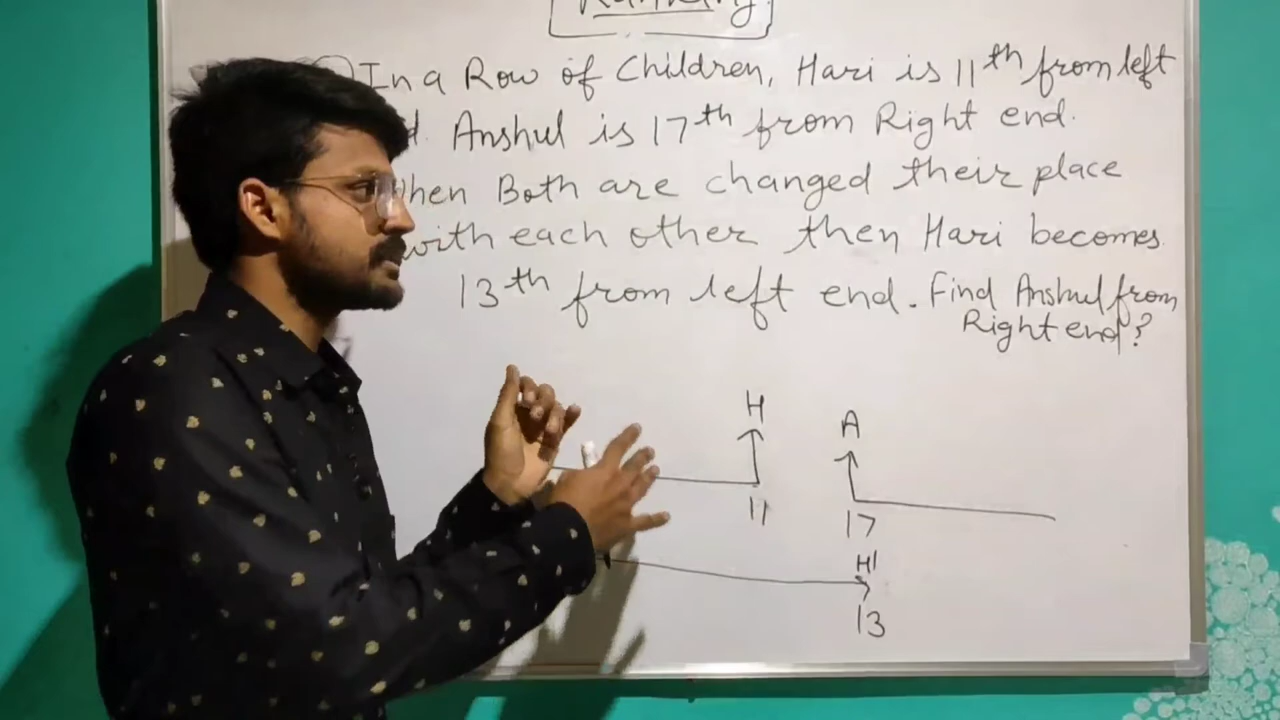 Ranking
In a Row of Children, Hari is 11th from left
Anshul is 17th from Right end.
Both are changed their place
with each other then Hari becomes
13th from left end. Find Anshul from
Right end?
H
A
11
17
H'
13